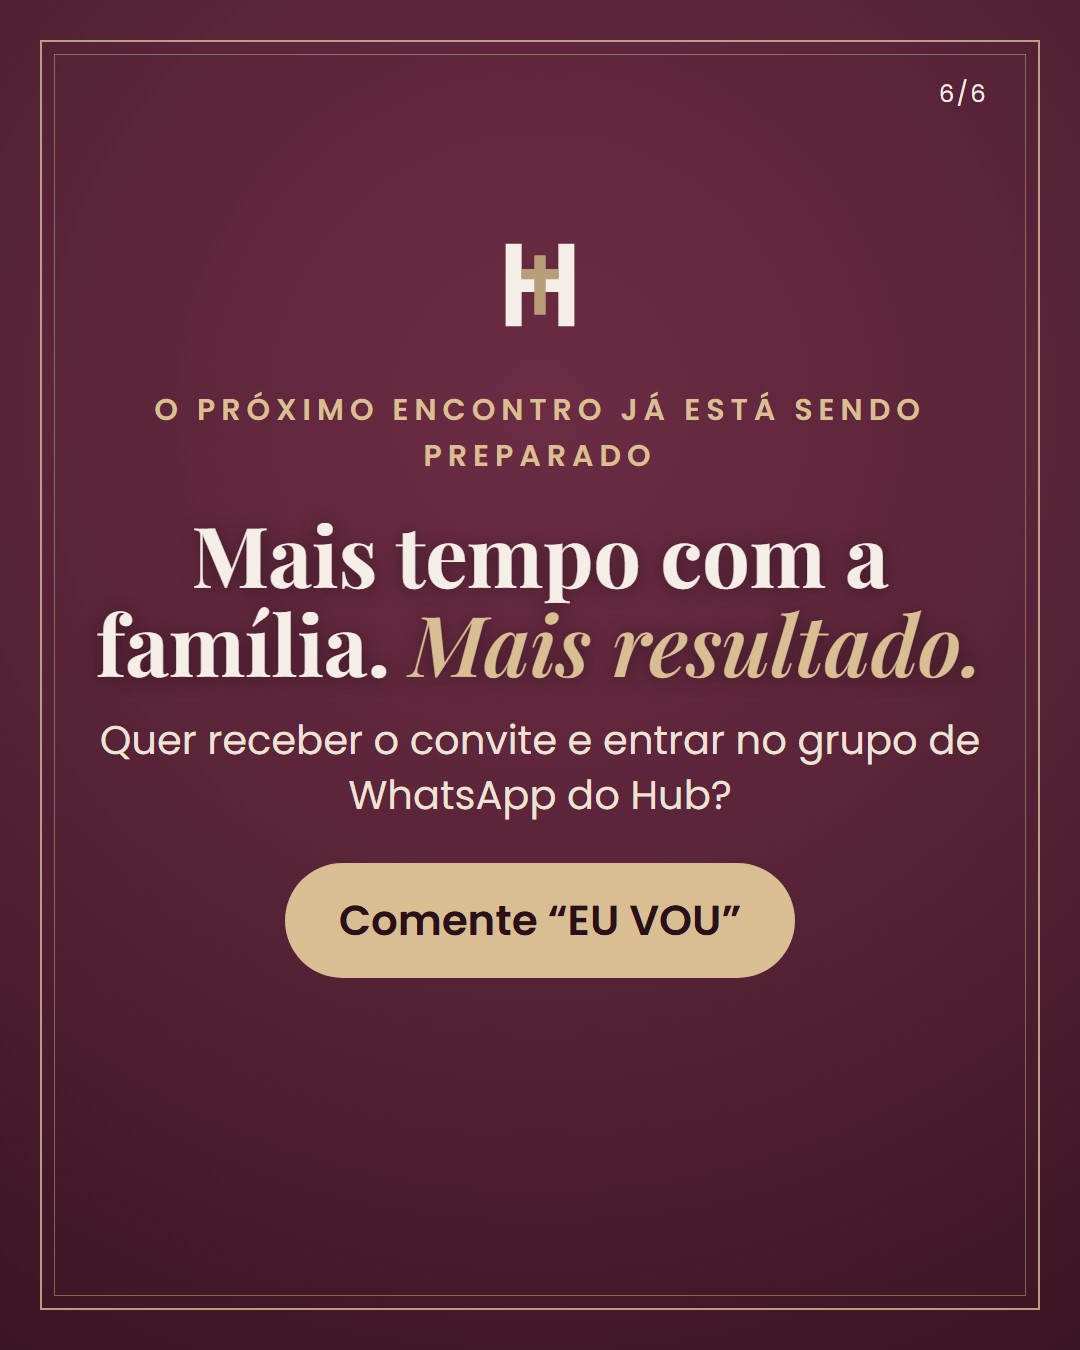 6/6
H
O PRÓXIMO ENCONTRO JÁ ESTÁ SENDO
PREPARADO
Mais tempo com a
família. Mais resultado.
Quer receber o convite e entrar no grupo de
WhatsApp do Hub?
Comente “EU VOU”